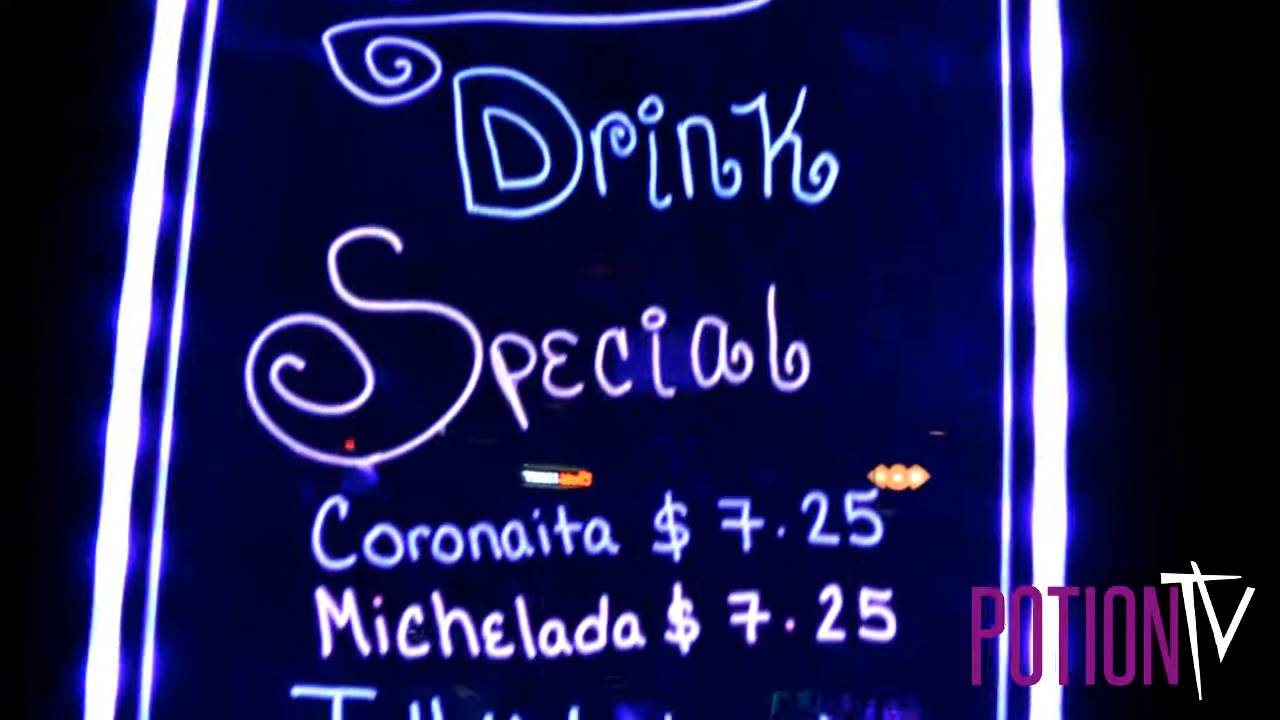 Drink
Special
Coronaita $ 7.25
Michelada $ 7.25
POTION TV